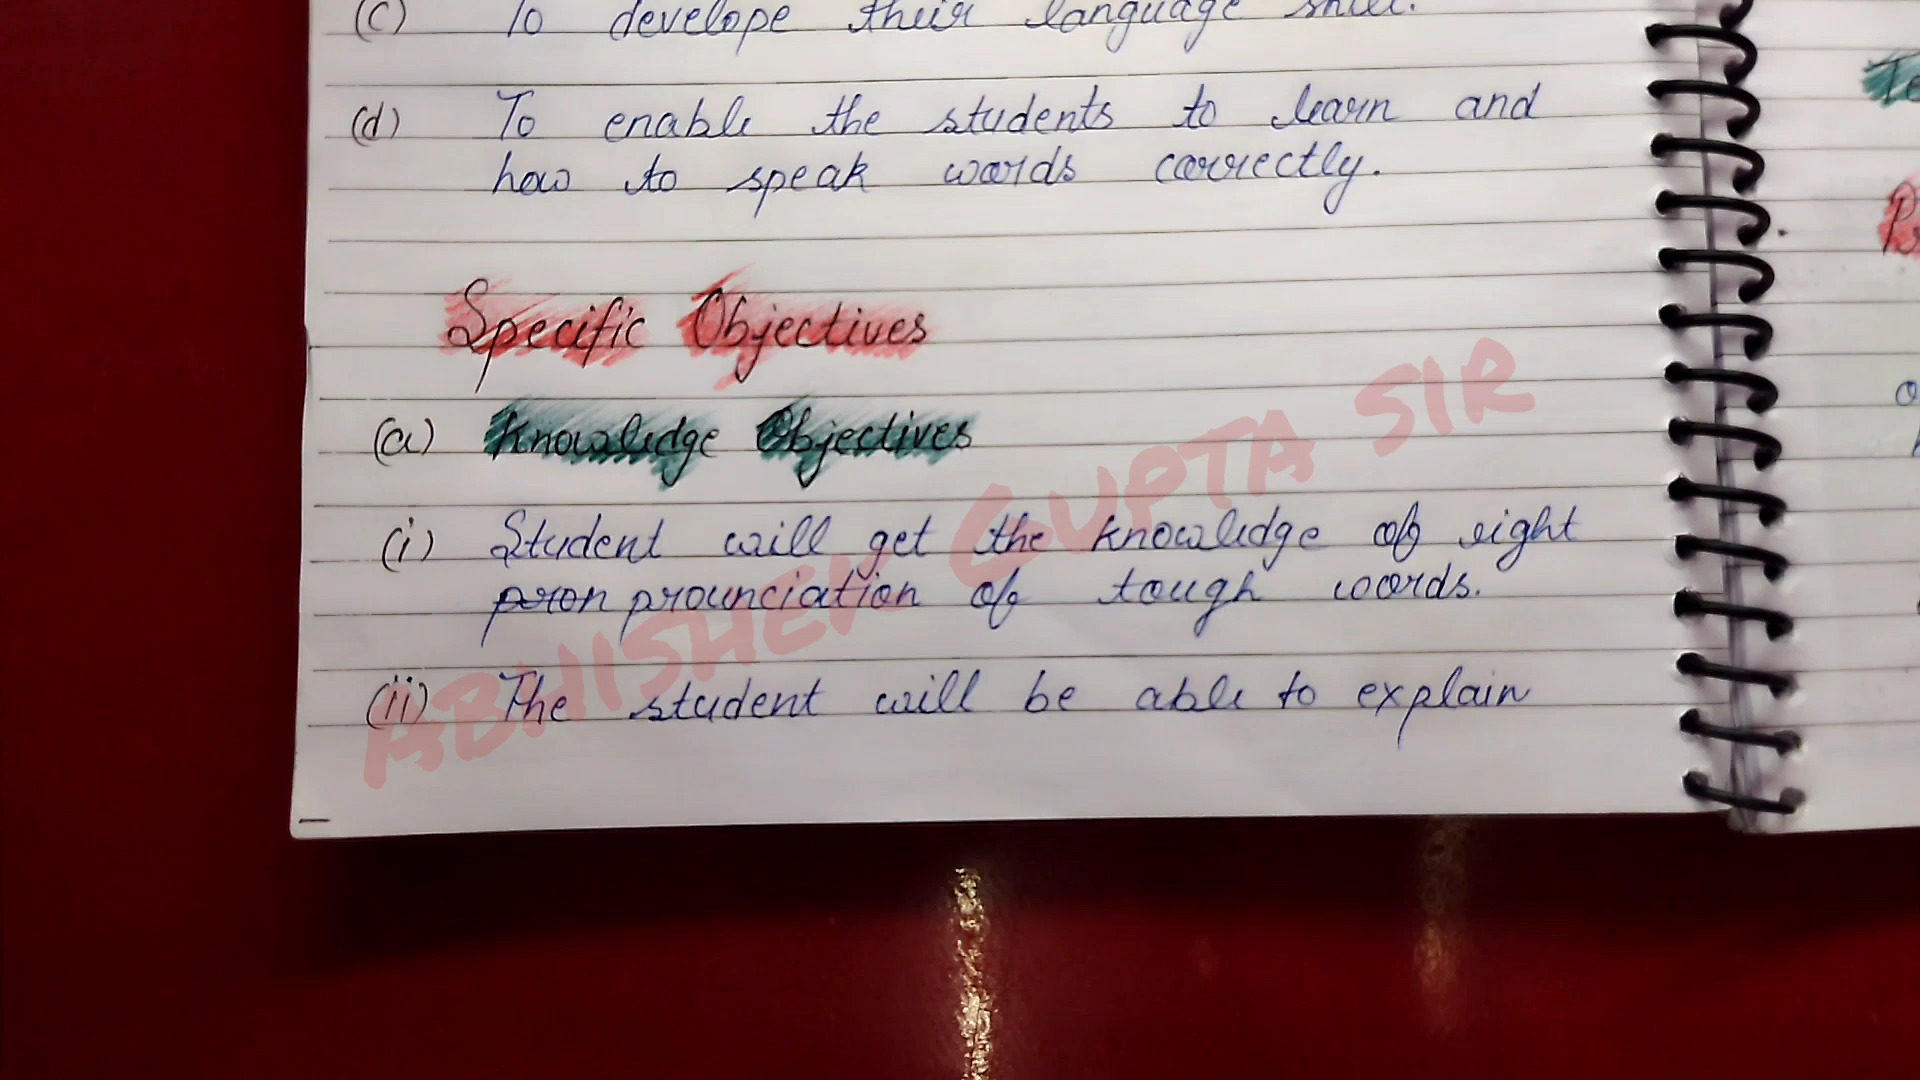 (c) To develope their language skill.
(d) To enable the students to learn and
how to speak words correctly.
Specific Objectives
(a) Knowledge Objectives
(i) Student will get the knowledge of right
pron prounciation of tough words.
(ii) The student will be able to explain
ABHISHEK GUPTA SIR